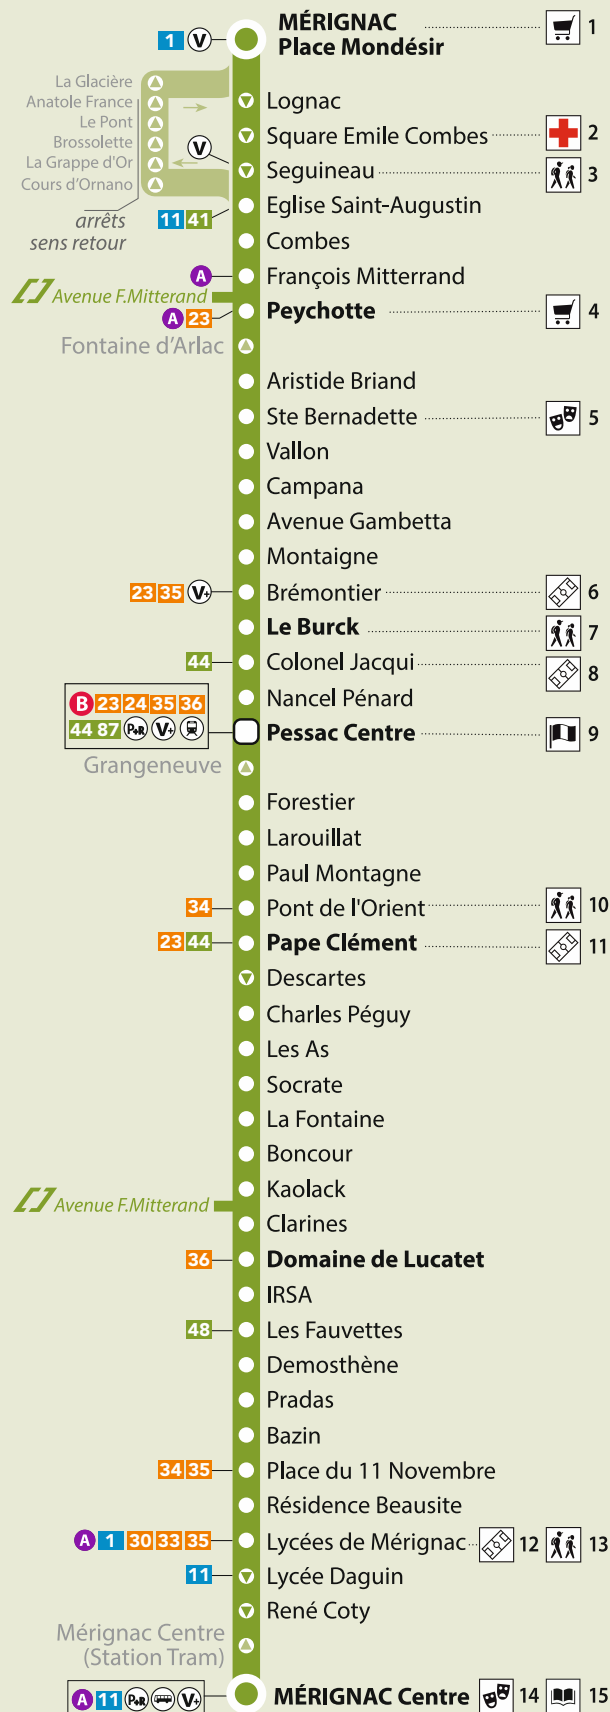 1 V MÉRIGNAC 1
Place Mondésir
La Glacière
Anatole France
Le Pont
Brossolette
La Grappe d'Or
Cours d'Ornano
arrêts
sens retour
Lognac
Square Emile Combes 2
V Seguineau 3
11 41 Eglise Saint-Augustin
Combes
A François Mitterrand
Avenue F.Mitterand
A 23 Peychotte 4
Fontaine d'Arlac
Aristide Briand
Ste Bernadette 5
Vallon
Campana
Avenue Gambetta
Montaigne
23 35 V+ Brémontier 6
Le Burck 7
44 Colonel Jacqui 8
Nancel Pénard
B 23 24 35 36
44 87 P+R V+ Pessac Centre 9
Grangeneuve
Forestier
Larouillat
Paul Montagne
34 Pont de l'Orient 10
23 44 Pape Clément 11
Descartes
Charles Péguy
Les As
Socrate
La Fontaine
Boncour
Kaolack
Avenue F.Mitterand
Clarines
36 Domaine de Lucatet
IRSA
48 Les Fauvettes
Demosthène
Pradas
Bazin
34 35 Place du 11 Novembre
Résidence Beausite
A 1 30 33 35 Lycées de Mérignac 12 13
11 Lycée Daguin
René Coty
Mérignac Centre
(Station Tram)
A 11 P+R V+ MÉRIGNAC Centre 14 15